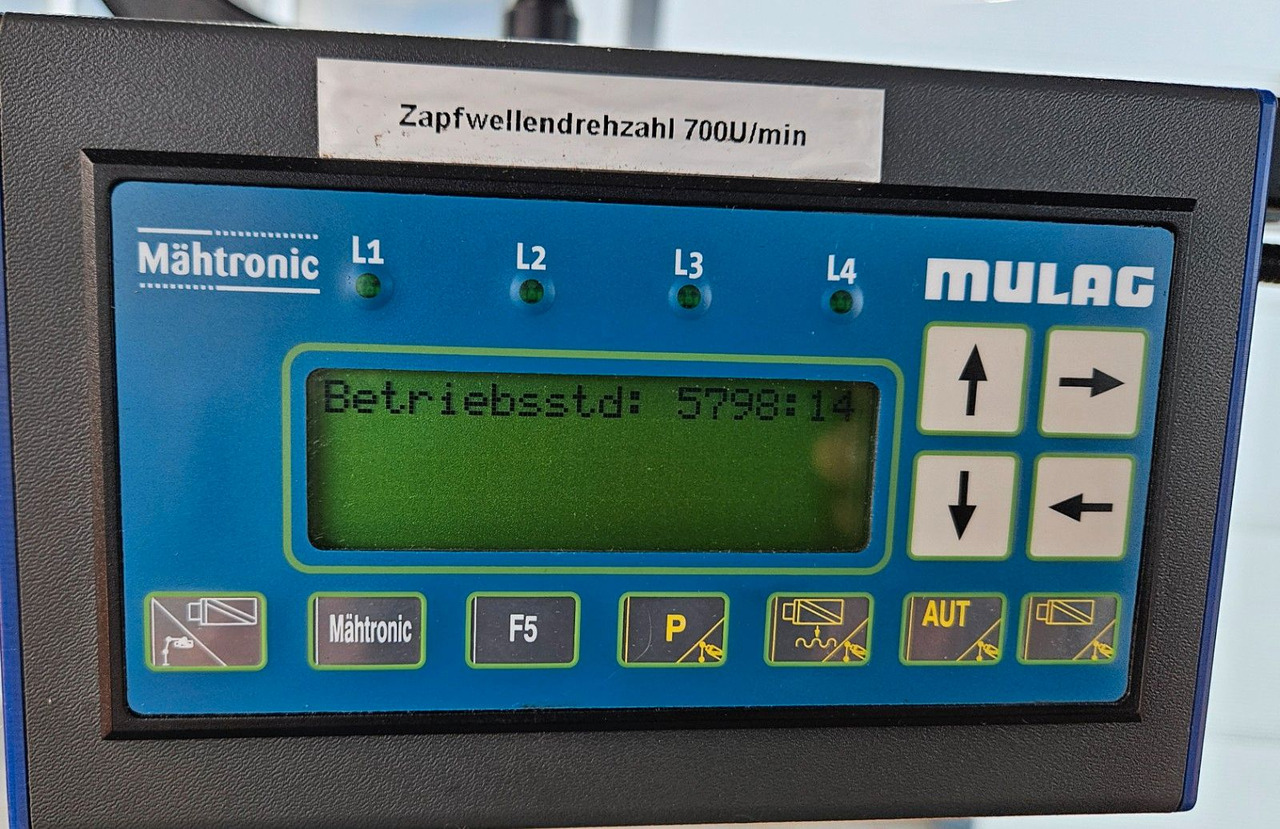 Zapfwellendrehzahl 700U/min
Mähtronic
L1
L2
L3
L4
MULAG
Betriebsstd: 5798:14
Mähtronic
F5
P
AUT